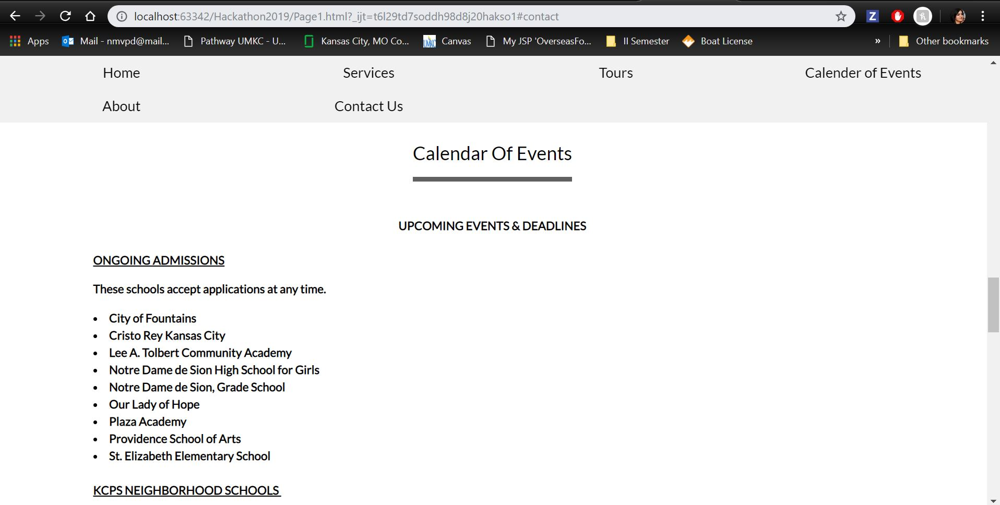 localhost:63342/Hackathon2019/Page1.html?_ijt=t6l29td7soddh98d8j20hakso1#contact
Z
Apps Mail - nmvpd@mail... Pathway UMKC - U... Kansas City, MO Co... UMKC Canvas My JSP 'OverseasFo... II Semester Boat License » Other bookmarks
Home Services Tours Calender of Events
About Contact Us
Calendar Of Events
UPCOMING EVENTS & DEADLINES
ONGOING ADMISSIONS
These schools accept applications at any time.
• City of Fountains
• Cristo Rey Kansas City
• Lee A. Tolbert Community Academy
• Notre Dame de Sion High School for Girls
• Notre Dame de Sion, Grade School
• Our Lady of Hope
• Plaza Academy
• Providence School of Arts
• St. Elizabeth Elementary School
KCPS NEIGHBORHOOD SCHOOLS